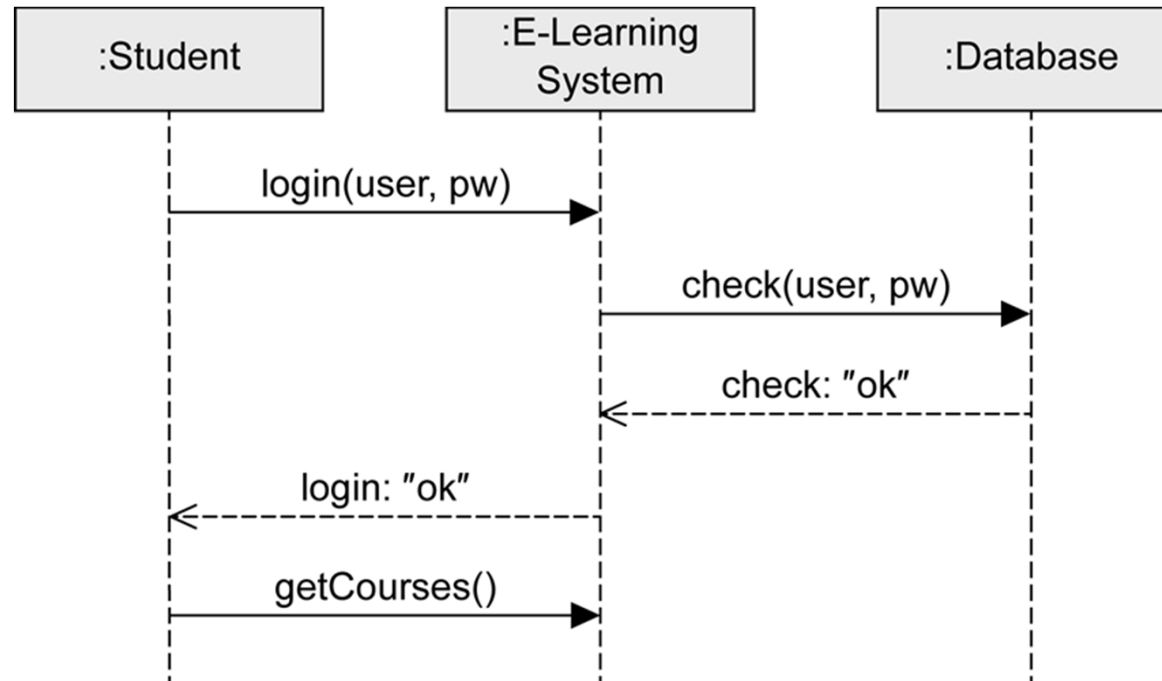 :Student
:E-Learning
System
:Database
login(user, pw)
check(user, pw)
check: "ok"
login: "ok"
getCourses()